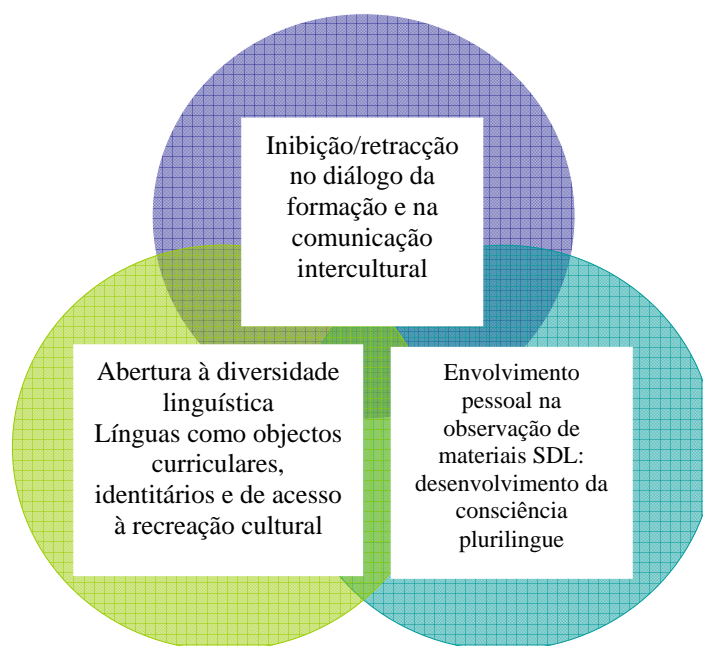 Inibição/retracção
no diálogo da
formação e na
comunicação
intercultural
Abertura à diversidade
linguística
Línguas como objectos
curriculares,
identitários e de acesso
à recreação cultural
Envolvimento
pessoal na
observação de
materiais SDL:
desenvolvimento da
consciência
plurilingue